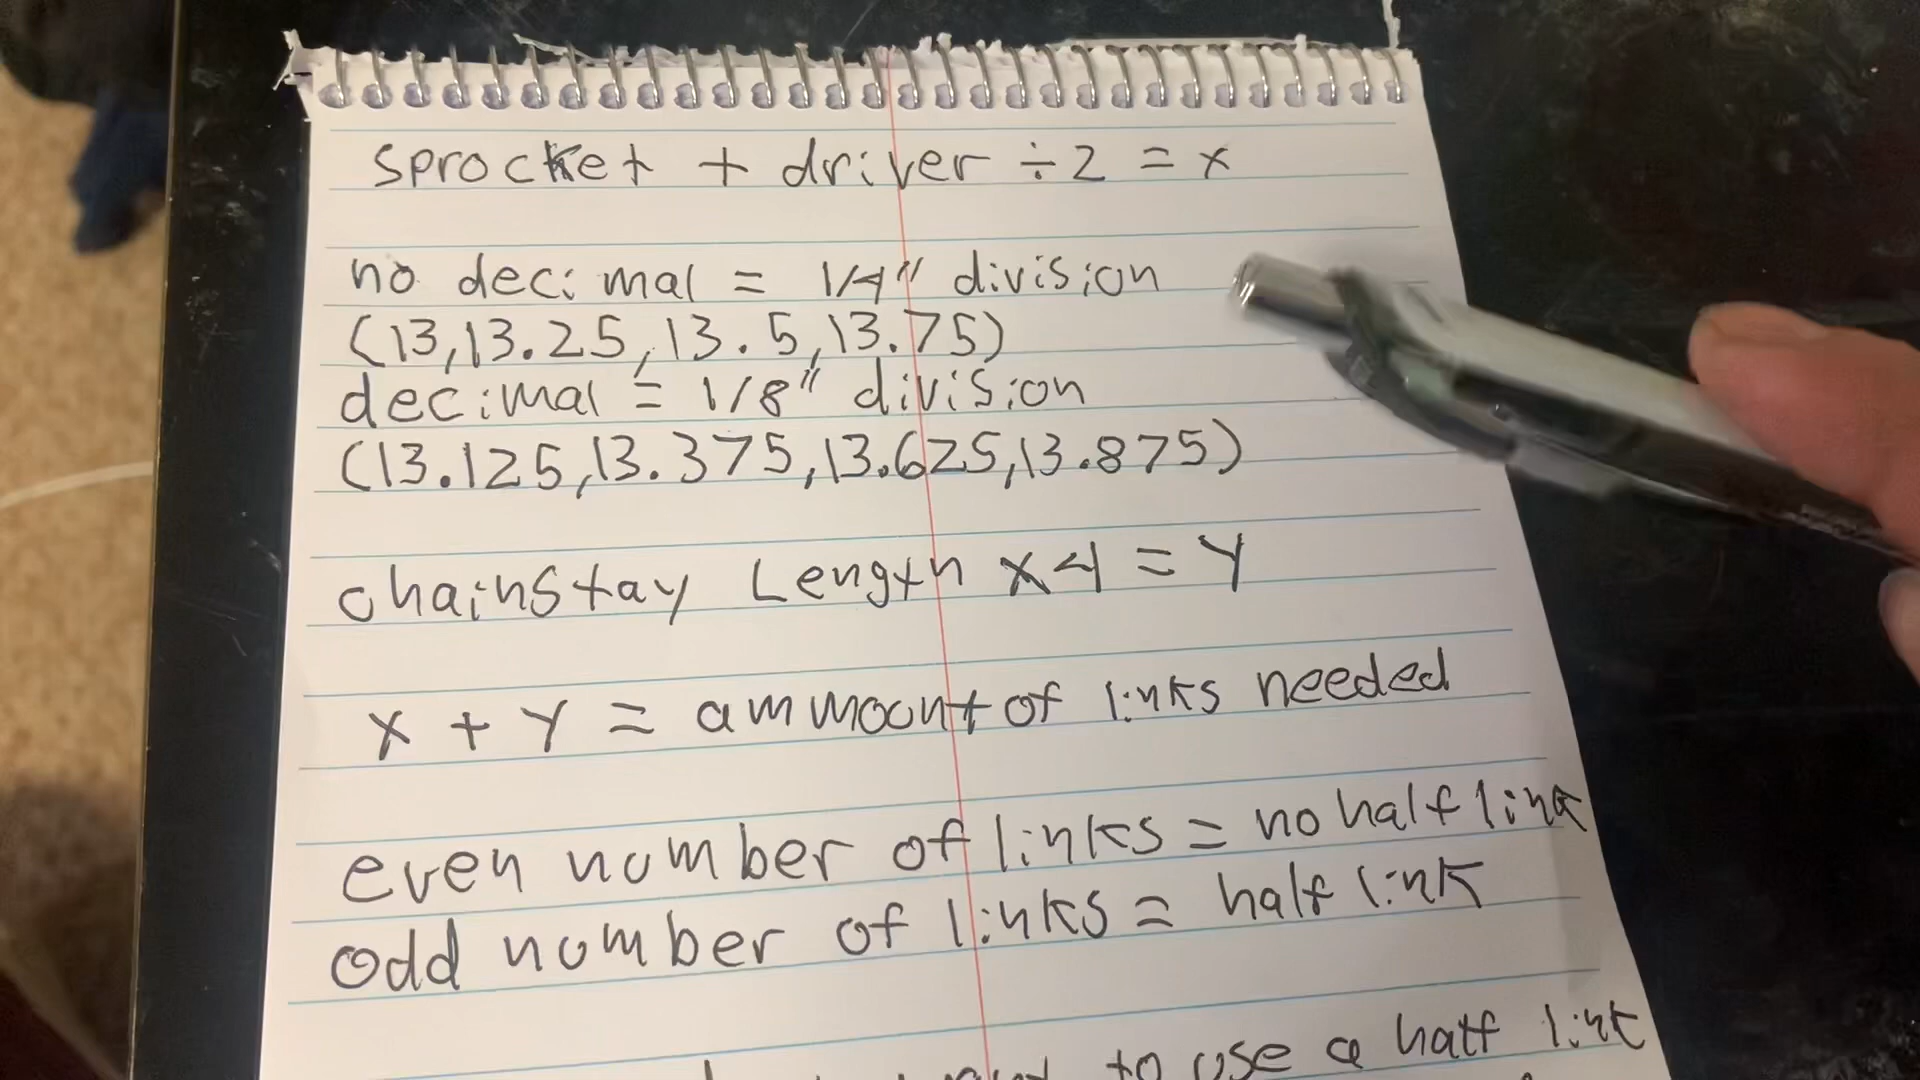 sprocket + driver ÷2 = x
no decimal = 1/4" division
(13,13.25,13.5,13.75)
decimal = 1/8" division
(13.125,13.375,13.625,13.875)
chainstay Length x4 = Y
x + Y = ammount of links needed
even number of links = no half link
odd number of links = half link
to use a half link